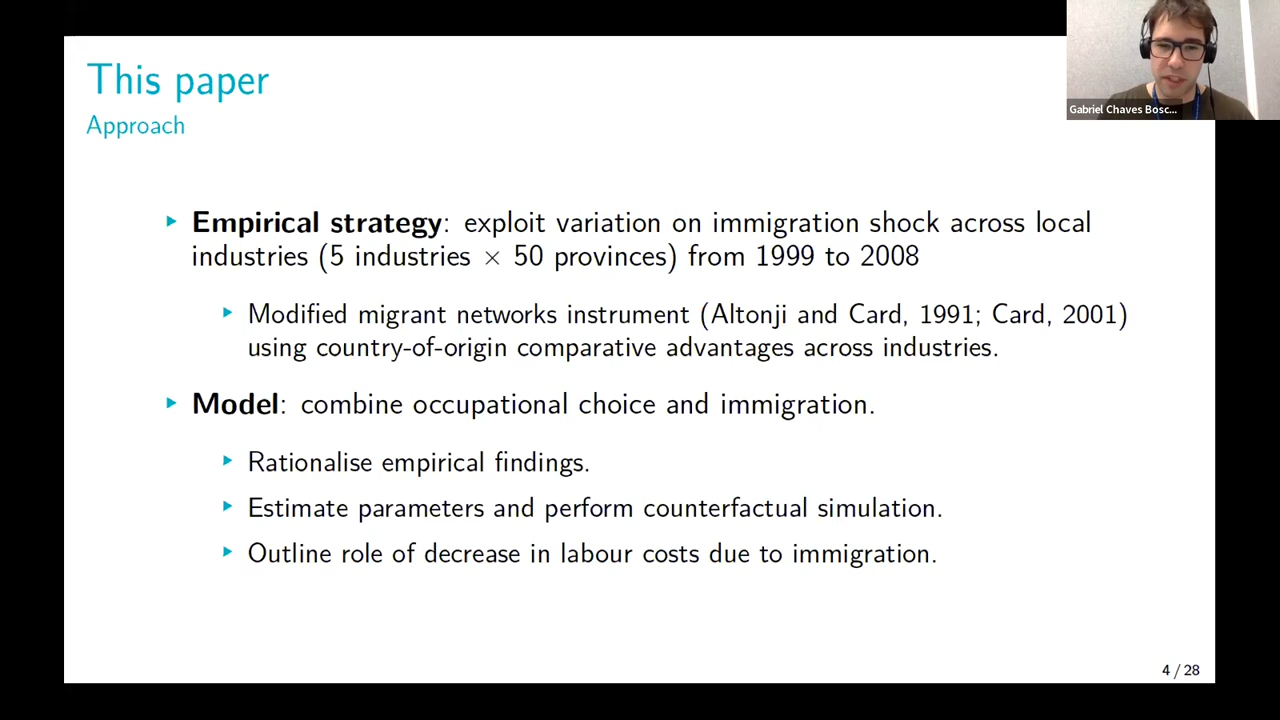 This paper
Approach
Gabriel Chaves Bosc...
▶ Empirical strategy: exploit variation on immigration shock across local
industries (5 industries × 50 provinces) from 1999 to 2008
▶ Modified migrant networks instrument (Altonji and Card, 1991; Card, 2001)
using country-of-origin comparative advantages across industries.
▶ Model: combine occupational choice and immigration.
▶ Rationalise empirical findings.
▶ Estimate parameters and perform counterfactual simulation.
▶ Outline role of decrease in labour costs due to immigration.
4 / 28